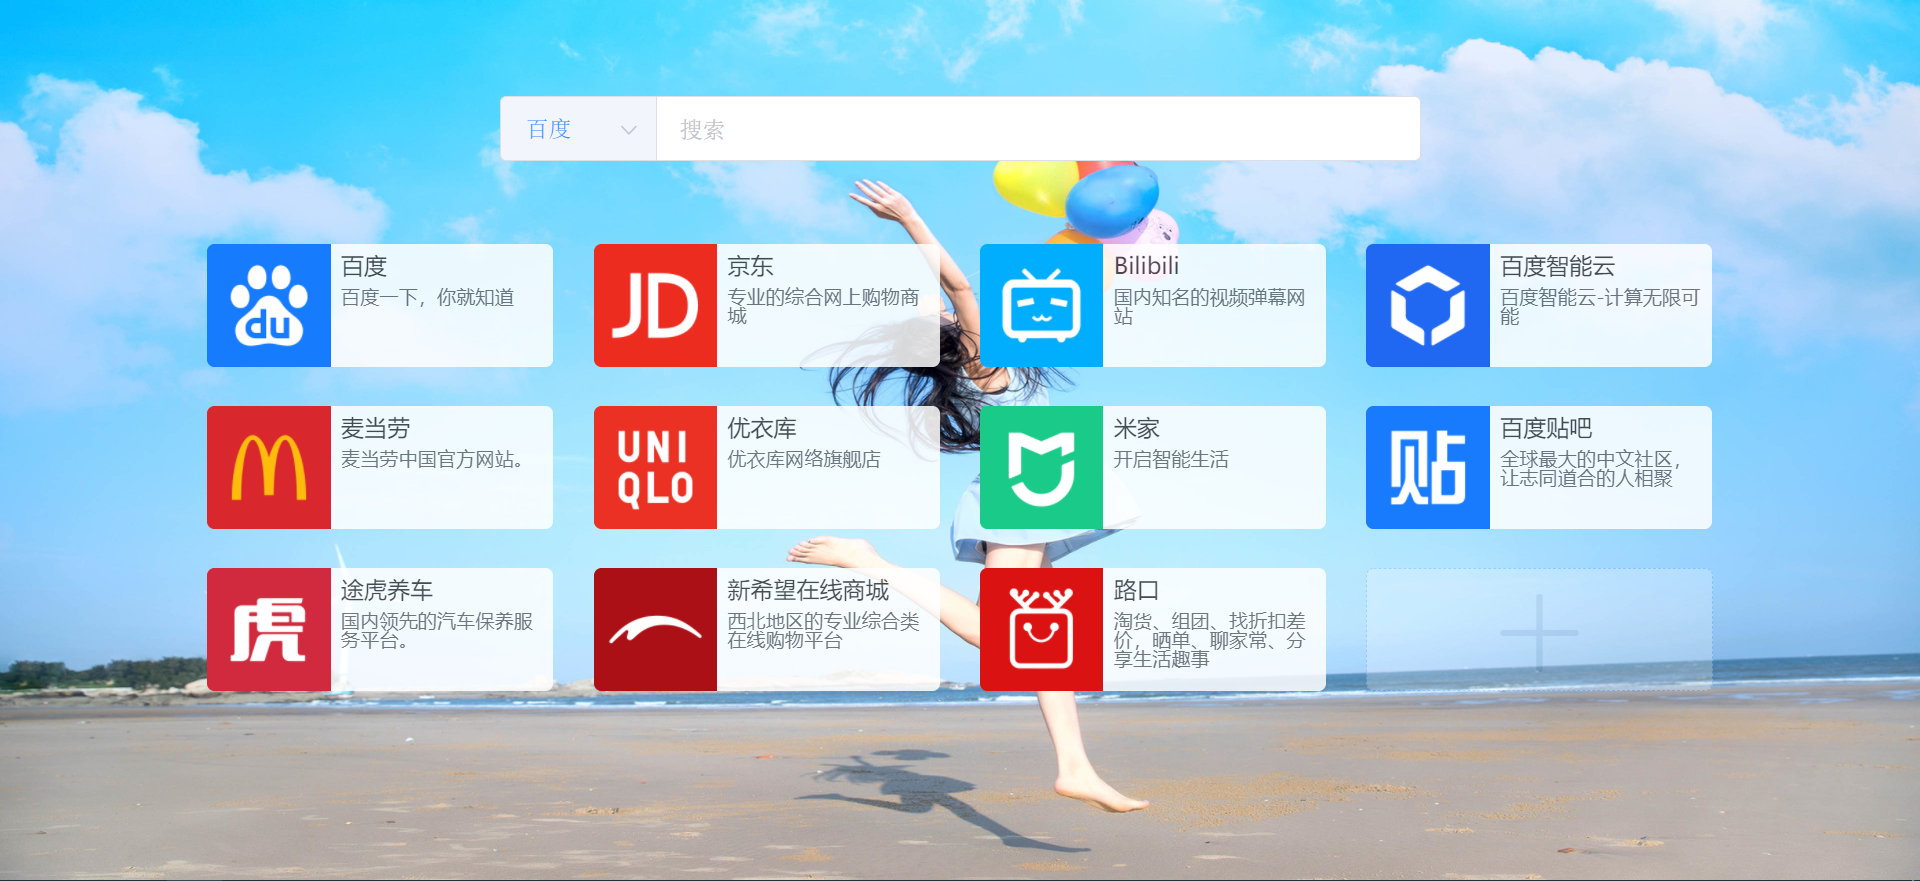 百度
搜索
du
百度
百度一下，你就知道
JD
京东
专业的综合网上购物商
城
Bilibili
国内知名的视频弹幕网
站
百度智能云
百度智能云-计算无限可
能
麦当劳
麦当劳中国官方网站。
UNI
QLO
优衣库
优衣库网络旗舰店
米家
开启智能生活
贴
百度贴吧
全球最大的中文社区，
让志同道合的人相聚
虎
途虎养车
国内领先的汽车保养服
务平台。
新希望在线商城
西北地区的专业综合类
在线购物平台
路口
淘货、组团、找折扣差
价，晒单、聊家常、分
享生活趣事